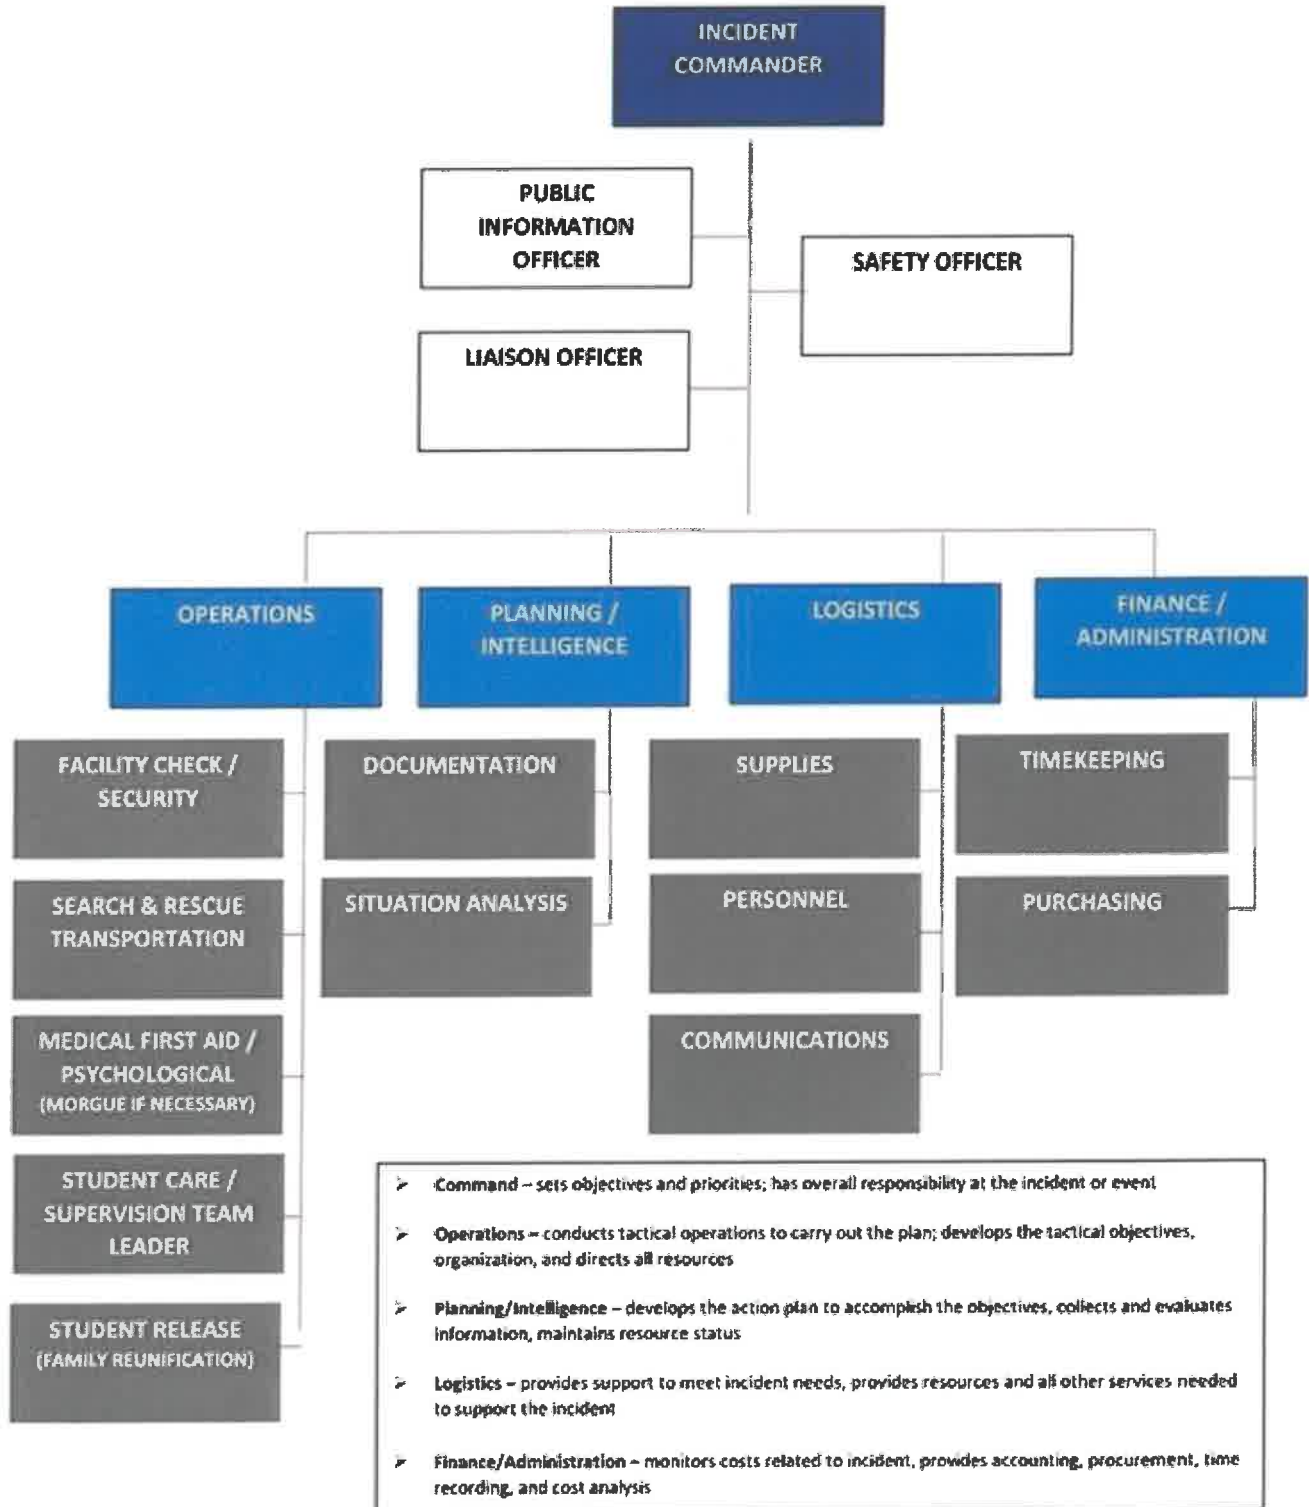 INCIDENT
COMMANDER
PUBLIC
INFORMATION
OFFICER
SAFETY OFFICER
LIAISON OFFICER
OPERATIONS
PLANNING /
INTELLIGENCE
LOGISTICS
FINANCE /
ADMINISTRATION
FACILITY CHECK /
SECURITY
DOCUMENTATION
SUPPLIES
TIMEKEEPING
SEARCH & RESCUE
TRANSPORTATION
SITUATION ANALYSIS
PERSONNEL
PURCHASING
MEDICAL FIRST AID /
PSYCHOLOGICAL
(MORGUE IF NECESSARY)
COMMUNICATIONS
STUDENT CARE /
SUPERVISION TEAM
LEADER
STUDENT RELEASE
(FAMILY REUNIFICATION)
➢ Command – sets objectives and priorities; has overall responsibility at the incident or event
➢ Operations – conducts tactical operations to carry out the plan; develops the tactical objectives,
organization, and directs all resources
➢ Planning/Intelligence – develops the action plan to accomplish the objectives, collects and evaluates
information, maintains resource status
➢ Logistics – provides support to meet incident needs, provides resources and all other services needed
to support the incident
➢ Finance/Administration – monitors costs related to incident, provides accounting, procurement, time
recording, and cost analysis